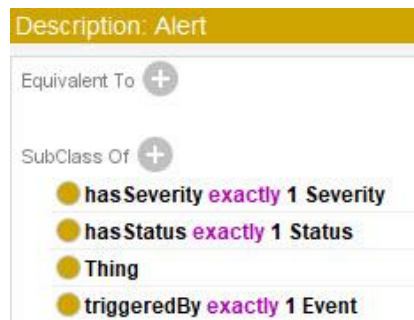 Description: Alert
Equivalent To
SubClass Of
hasSeverity exactly 1 Severity
hasStatus exactly 1 Status
Thing
triggeredBy exactly 1 Event